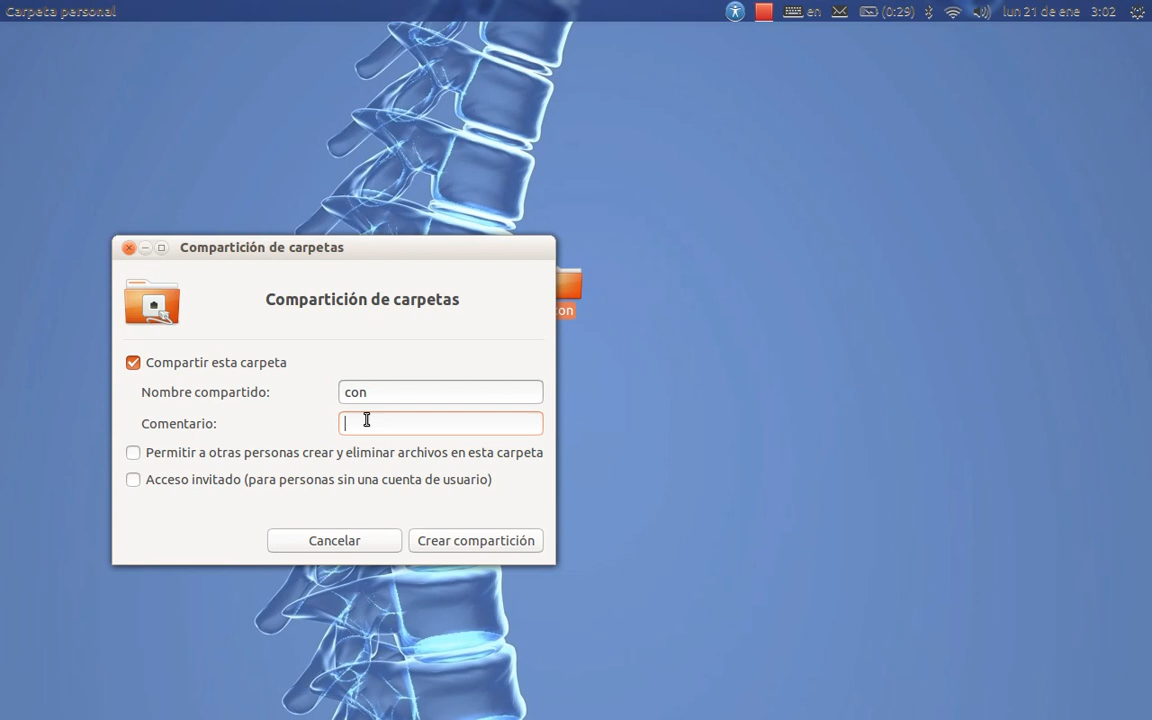 Carpeta personal
en
(0:29)
lun 21 de ene 3:02
Compartición de carpetas
Compartición de carpetas
on
Compartir esta carpeta
Nombre compartido: con
Comentario:
Permitir a otras personas crear y eliminar archivos en esta carpeta
Acceso invitado (para personas sin una cuenta de usuario)
Cancelar Crear compartición